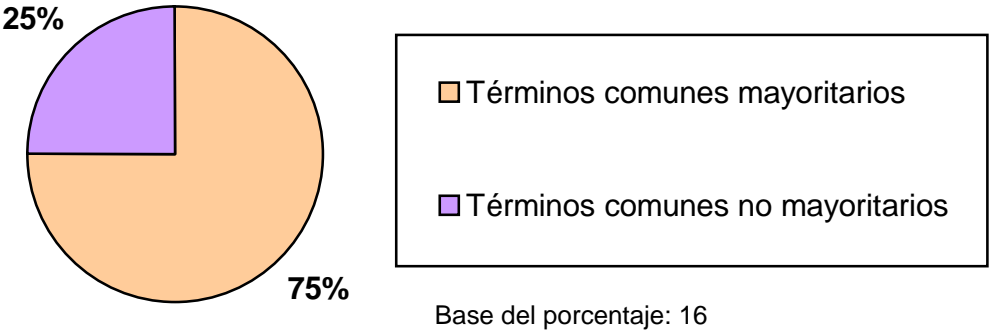 25%
Términos comunes mayoritarios
Términos comunes no mayoritarios
75%
Base del porcentaje: 16